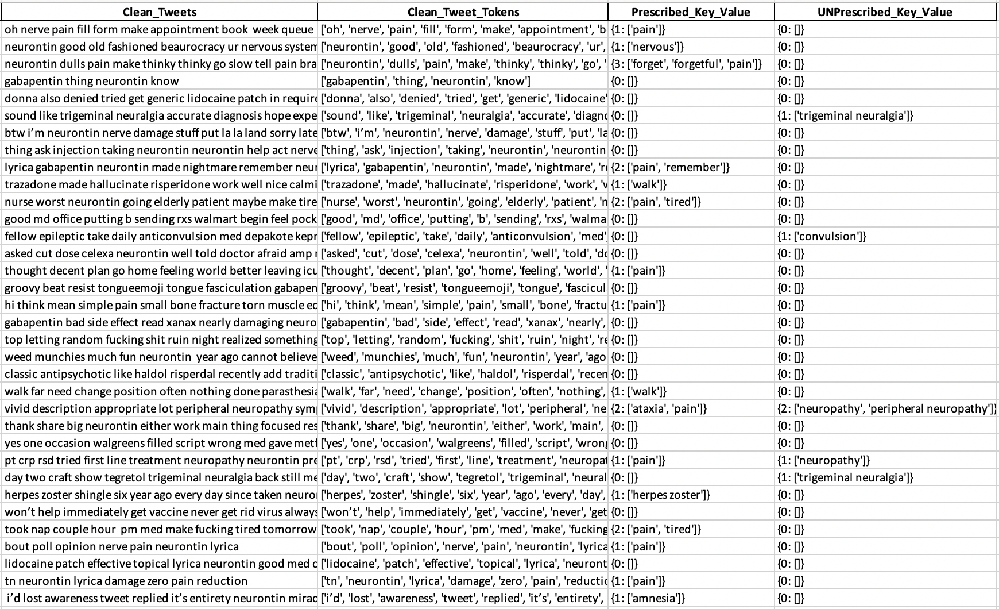 Clean_Tweets Clean_Tweet_Tokens Prescribed_Key_Value UNPrescribed_Key_Value
oh nerve pain fill form make appointment book week queue ['oh', 'nerve', 'pain', 'fill', 'form', 'make', 'appointment', 'b {1: ['pain']} {0: []}
neurontin good old fashioned beaurocracy ur nervous system ['neurontin', 'good', 'old', 'fashioned', 'beaurocracy', 'ur', {1: ['nervous']} {0: []}
neurontin dulls pain make thinky thinky go slow tell pain bra ['neurontin', 'dulls', 'pain', 'make', 'thinky', 'thinky', 'go', ' {3: ['forget', 'forgetful', 'pain']} {0: []}
gabapentin thing neurontin know ['gabapentin', 'thing', 'neurontin', 'know'] {0: []} {0: []}
donna also denied tried get generic lidocaine patch in require ['donna', 'also', 'denied', 'tried', 'get', 'generic', 'lidocaine' {0: []} {0: []}
sound like trigeminal neuralgia accurate diagnosis hope expe ['sound', 'like', 'trigeminal', 'neuralgia', 'accurate', 'diagno {0: []} {1: ['trigeminal neuralgia']}
btw i’m neurontin nerve damage stuff put la la land sorry late ['btw', 'i’m', 'neurontin', 'nerve', 'damage', 'stuff', 'put', 'la {0: []} {0: []}
thing ask injection taking neurontin neurontin help act nerve ['thing', 'ask', 'injection', 'taking', 'neurontin', 'neurontin' {0: []} {0: []}
lyrica gabapentin neurontin made nightmare remember neur ['lyrica', 'gabapentin', 'neurontin', 'made', 'nightmare', 're {2: ['pain', 'remember']} {0: []}
trazadone made hallucinate risperidone work well nice calmi ['trazadone', 'made', 'hallucinate', 'risperidone', 'work', 'v {1: ['walk']} {0: []}
nurse worst neurontin going elderly patient maybe make tire ['nurse', 'worst', 'neurontin', 'going', 'elderly', 'patient', 'm {2: ['pain', 'tired']} {0: []}
good md office putting b sending rxs walmart begin feel pock ['good', 'md', 'office', 'putting', 'b', 'sending', 'rxs', 'walma {0: []} {0: []}
fellow epileptic take daily anticonvulsion med depakote kepr ['fellow', 'epileptic', 'take', 'daily', 'anticonvulsion', 'med', {0: []} {1: ['convulsion']}
asked cut dose celexa neurontin well told doctor afraid amp r ['asked', 'cut', 'dose', 'celexa', 'neurontin', 'well', 'told', 'do {0: []} {0: []}
thought decent plan go home feeling world better leaving icu ['thought', 'decent', 'plan', 'go', 'home', 'feeling', 'world', ' {1: ['pain']} {0: []}
groovy beat resist tongueemoji tongue fasciculation gabapen ['groovy', 'beat', 'resist', 'tongueemoji', 'tongue', 'fascicul {0: []} {0: []}
hi think mean simple pain small bone fracture torn muscle ec ['hi', 'think', 'mean', 'simple', 'pain', 'small', 'bone', 'fractu {1: ['pain']} {0: []}
gabapentin bad side effect read xanax nearly damaging neuro ['gabapentin', 'bad', 'side', 'effect', 'read', 'xanax', 'nearly', {0: []} {0: []}
top letting random fucking shit ruin night realized something ['top', 'letting', 'random', 'fucking', 'shit', 'ruin', 'night', 're {0: []} {0: []}
weed munchies much fun neurontin year ago cannot believe ['weed', 'munchies', 'much', 'fun', 'neurontin', 'year', 'ago' {0: []} {0: []}
classic antipsychotic like haldol risperdal recently add traditi ['classic', 'antipsychotic', 'like', 'haldol', 'risperdal', 'recen {0: []} {0: []}
walk far need change position often nothing done parasthesia ['walk', 'far', 'need', 'change', 'position', 'often', 'nothing', {1: ['walk']} {0: []}
vivid description appropriate lot peripheral neuropathy sym ['vivid', 'description', 'appropriate', 'lot', 'peripheral', 'ne {2: ['ataxia', 'pain']} {2: ['neuropathy', 'peripheral neuropathy']}
thank share big neurontin either work main thing focused res ['thank', 'share', 'big', 'neurontin', 'either', 'work', 'main', ' {0: []} {0: []}
yes one occasion walgreens filled script wrong med gave metf ['yes', 'one', 'occasion', 'walgreens', 'filled', 'script', 'wrong {0: []} {0: []}
pt crp rsd tried first line treatment neuropathy neurontin pre ['pt', 'crp', 'rsd', 'tried', 'first', 'line', 'treatment', 'neuropat {1: ['pain']} {1: ['neuropathy']}
day two craft show tegretol trigeminal neuralgia back still me ['day', 'two', 'craft', 'show', 'tegretol', 'trigeminal', 'neural {0: []} {1: ['trigeminal neuralgia']}
herpes zoster shingle six year ago every day since taken neuro ['herpes', 'zoster', 'shingle', 'six', 'year', 'ago', 'every', 'day', {1: ['herpes zoster']} {0: []}
won’t help immediately get vaccine never get rid virus always ['won’t', 'help', 'immediately', 'get', 'vaccine', 'never', 'get {0: []} {0: []}
took nap couple hour pm med make fucking tired tomorrow ['took', 'nap', 'couple', 'hour', 'pm', 'med', 'make', 'fucking {2: ['pain', 'tired']} {0: []}
bout poll opinion nerve pain neurontin lyrica ['bout', 'poll', 'opinion', 'nerve', 'pain', 'neurontin', 'lyrica {1: ['pain']} {0: []}
lidocaine patch effective topical lyrica neurontin good med c ['lidocaine', 'patch', 'effective', 'topical', 'lyrica', 'neuront {0: []} {0: []}
tn neurontin lyrica damage zero pain reduction ['tn', 'neurontin', 'lyrica', 'damage', 'zero', 'pain', 'reductic {1: ['pain']} {0: []}
i’d lost awareness tweet replied it’s entirety neurontin mirac ['i’d', 'lost', 'awareness', 'tweet', 'replied', 'it’s', 'entirety', ' {1: ['amnesia']} {0: []}